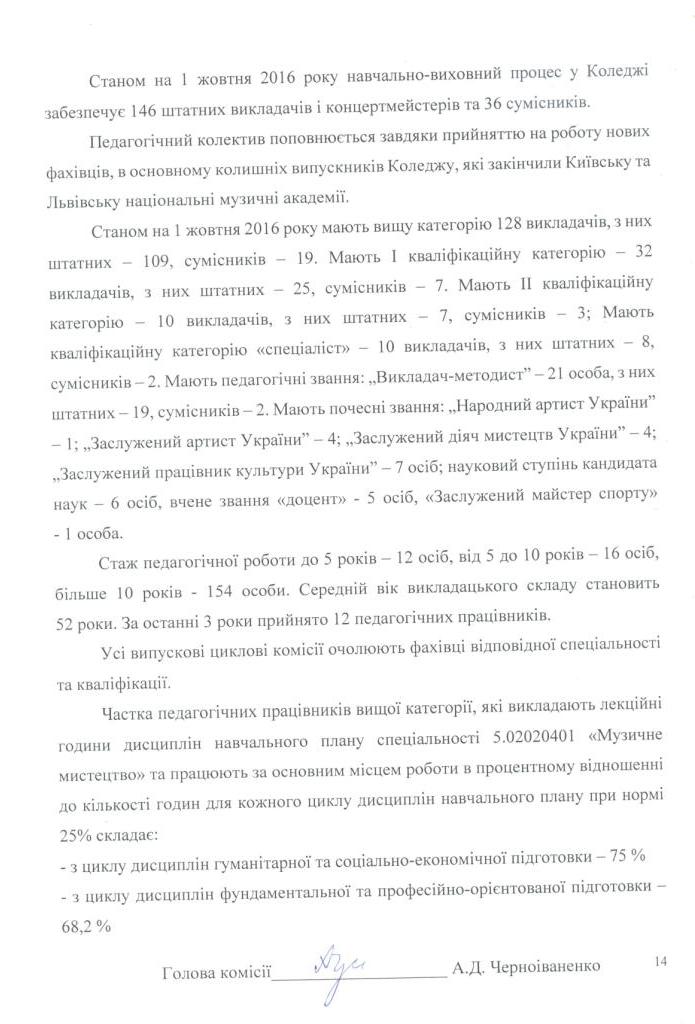 Станом на 1 жовтня 2016 року навчально-виховний процес у Коледжі
забезпечує 146 штатних викладачів і концертмейстерів та 36 сумісників.
Педагогічний колектив поповнюється завдяки прийняттю на роботу нових
фахівців, в основному колишніх випускників Коледжу, які закінчили Київську та
Львівську національні музичні академії.
Станом на 1 жовтня 2016 року мають вищу категорію 128 викладачів, з них
штатних – 109, сумісників – 19. Мають І кваліфікаційну категорію – 32
викладачів, з них штатних – 25, сумісників – 7. Мають ІІ кваліфікаційну
категорію – 10 викладачів, з них штатних – 7, сумісників – 3; Мають
кваліфікаційну категорію «спеціаліст» – 10 викладачів, з них штатних – 8,
сумісників – 2. Мають педагогічні звання: „Викладач-методист” – 21 особа, з них
штатних – 19, сумісників – 2. Мають почесні звання: „Народний артист України”
– 1; „Заслужений артист України” – 4; „Заслужений діяч мистецтв України” – 4;
„Заслужений працівник культури України” – 7 осіб; науковий ступінь кандидата
наук – 6 осіб, вчене звання «доцент» - 5 осіб, «Заслужений майстер спорту»
- 1 особа.
Стаж педагогічної роботи до 5 років – 12 осіб, від 5 до 10 років – 16 осіб,
більше 10 років - 154 особи. Середній вік викладацького складу становить
52 роки. За останні 3 роки прийнято 12 педагогічних працівників.
Усі випускові циклові комісії очолюють фахівці відповідної спеціальності
та кваліфікації.
Частка педагогічних працівників вищої категорії, які викладають лекційні
години дисциплін навчального плану спеціальності 5.02020401 «Музичне
мистецтво» та працюють за основним місцем роботи в процентному відношенні
до кількості годин для кожного циклу дисциплін навчального плану при нормі
25% складає:
- з циклу дисциплін гуманітарної та соціально-економічної підготовки – 75 %
- з циклу дисциплін фундаментальної та професійно-орієнтованої підготовки –
68,2 %
Голова комісії____________________ А.Д. Черноіваненко 14